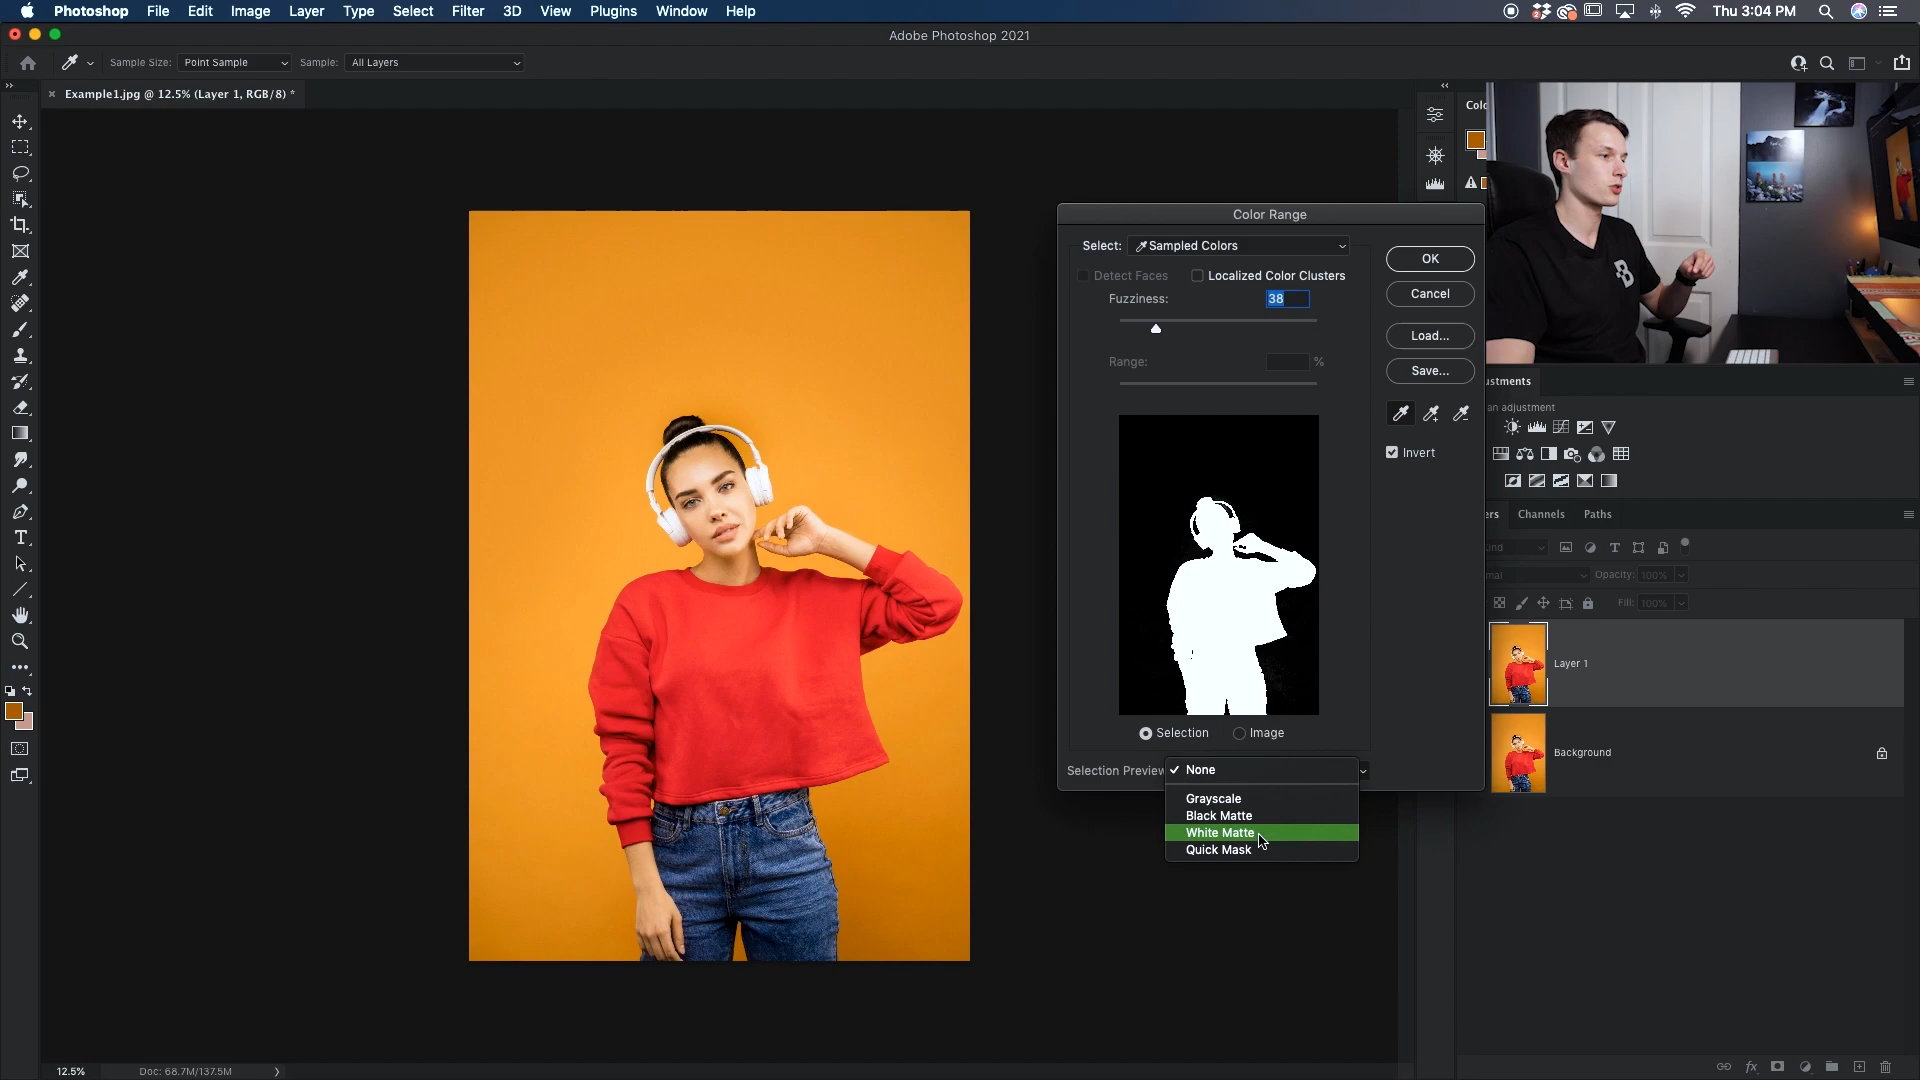 Photoshop File Edit Image Layer Type Select Filter 3D View Plugins Window Help
2
Thu 3:04 PM
Adobe Photoshop 2021
Sample Size: Point Sample Sample: All Layers
Example1.jpg @ 12.5% (Layer 1, RGB/8) *
Color Range
Select: Sampled Colors
OK
Detect Faces Localized Color Clusters
Fuzziness: 38
Cancel
Load...
Range: %
Save...
Invert
Selection Image
Selection Preview
None
Grayscale
Black Matte
White Matte
Quick Mask
Colo
B
ustments
an adjustment
ers Channels Paths
ind
mal Opacity: 100%
Fill: 100%
Layer 1
Background
T
fx
12.5% Doc: 68.7M/137.5M